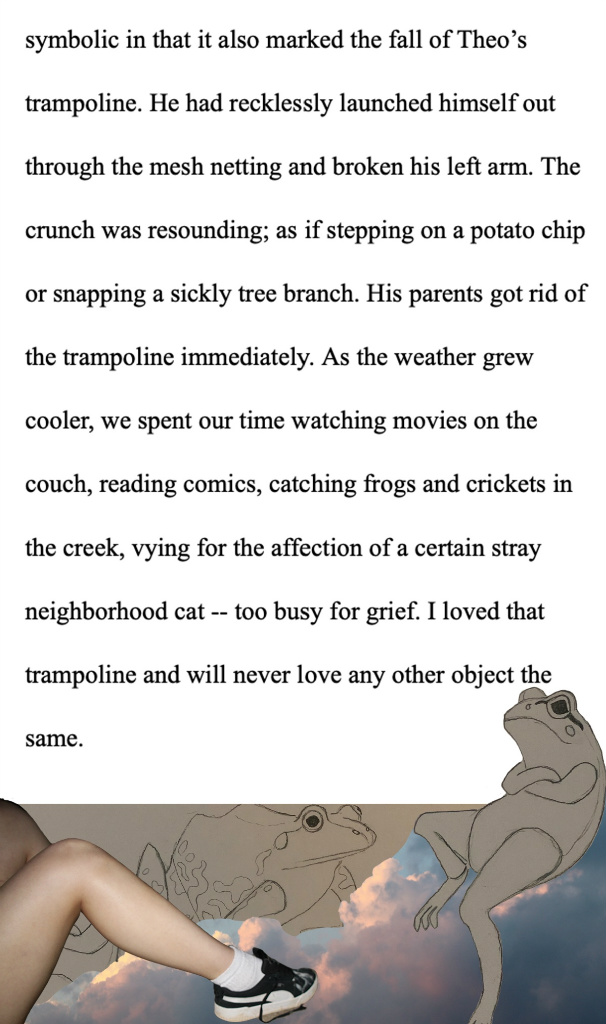 symbolic in that it also marked the fall of Theo’s
trampoline. He had recklessly launched himself out
through the mesh netting and broken his left arm. The
crunch was resounding; as if stepping on a potato chip
or snapping a sickly tree branch. His parents got rid of
the trampoline immediately. As the weather grew
cooler, we spent our time watching movies on the
couch, reading comics, catching frogs and crickets in
the creek, vying for the affection of a certain stray
neighborhood cat -- too busy for grief. I loved that
trampoline and will never love any other object the
same.